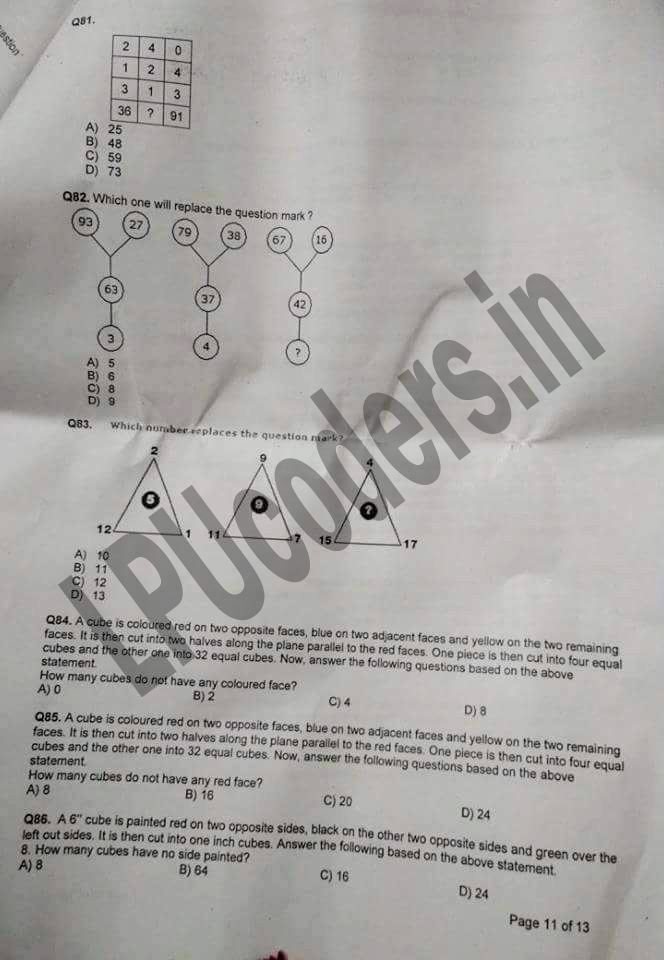 estion
Q81.
2 4 0
1 2 4
3 1 3
36 ? 91
A) 25
B) 48
C) 59
D) 73
Q82. Which one will replace the question mark ?
93 27 79 38 67 16
63 37 42
3 4 ?
A) 5
B) 6
C) 8
D) 9
Q83. Which number replaces the question mark?
2 9 4
5 9 ?
12 1 11 7 15 17
A) 10
B) 11
C) 12
D) 13
Q84. A cube is coloured red on two opposite faces, blue on two adjacent faces and yellow on the two remaining
faces. It is then cut into two halves along the plane parallel to the red faces. One piece is then cut into four equal
cubes and the other one into 32 equal cubes. Now, answer the following questions based on the above
statement.
How many cubes do not have any coloured face?
A) 0 B) 2 C) 4 D) 8
Q85. A cube is coloured red on two opposite faces, blue on two adjacent faces and yellow on the two remaining
faces. It is then cut into two halves along the plane parallel to the red faces. One piece is then cut into four equal
cubes and the other one into 32 equal cubes. Now, answer the following questions based on the above
statement.
How many cubes do not have any red face?
A) 8 B) 16 C) 20 D) 24
Q86. A 6" cube is painted red on two opposite sides, black on the other two opposite sides and green over the
left out sides. It is then cut into one inch cubes. Answer the following based on the above statement.
8. How many cubes have no side painted?
A) 8 B) 64 C) 16 D) 24
Page 11 of 13
LPUcoders.in